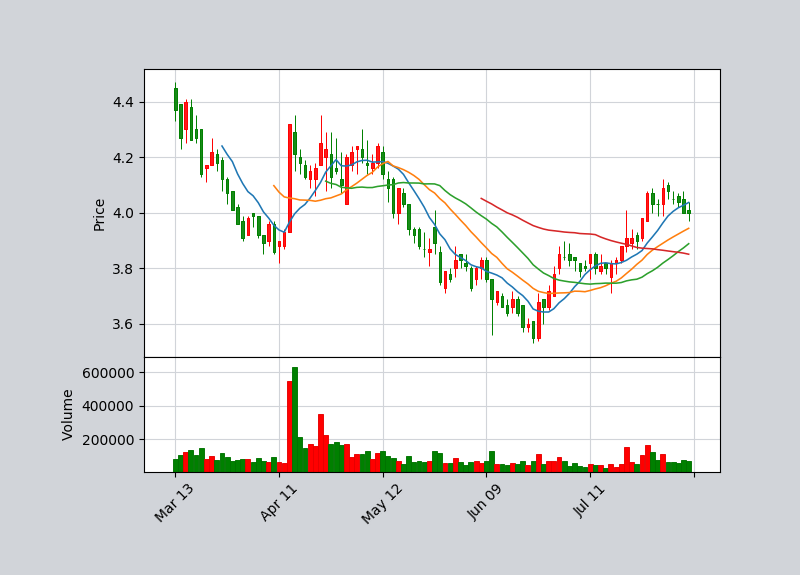 Price
4.4
4.2
4.0
3.8
3.6
Volume
600000
400000
200000
Mar 13
Apr 11
May 12
Jun 09
Jul 11